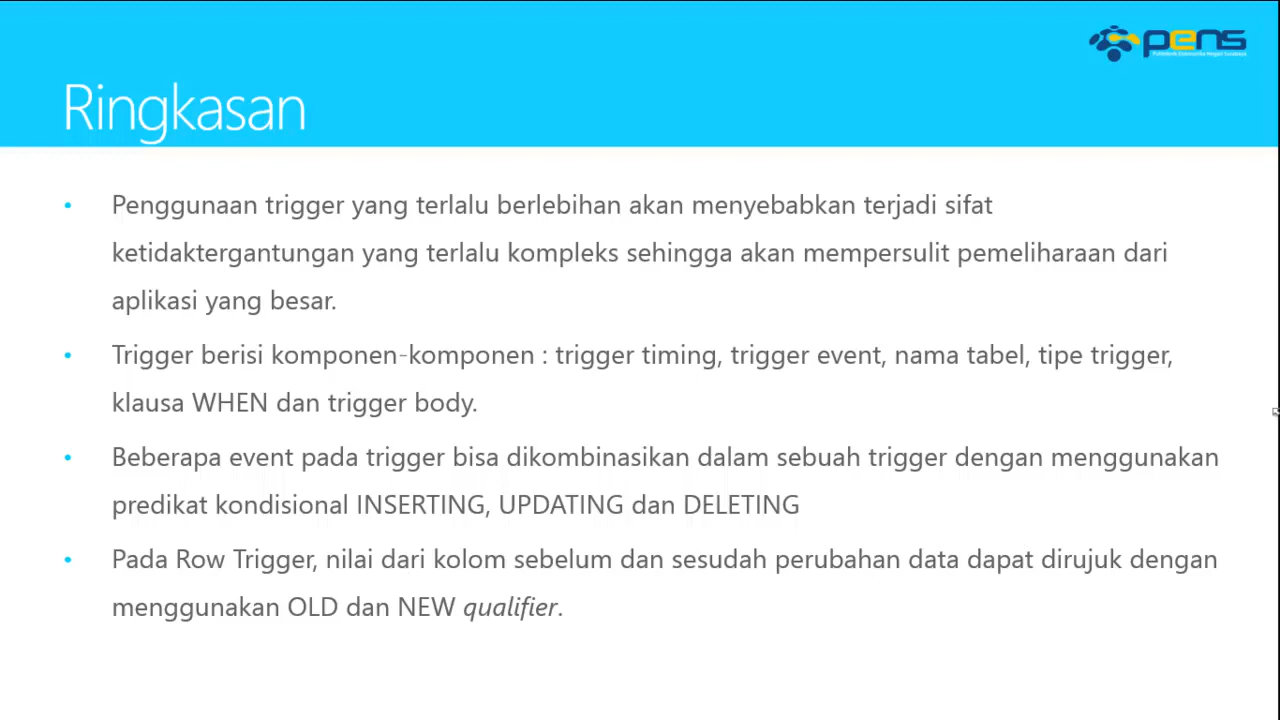 pens
Politeknik Elektronika Negeri Surabaya
Ringkasan
• Penggunaan trigger yang terlalu berlebihan akan menyebabkan terjadi sifat
ketidaktergantungan yang terlalu kompleks sehingga akan mempersulit pemeliharaan dari
aplikasi yang besar.
• Trigger berisi komponen-komponen : trigger timing, trigger event, nama tabel, tipe trigger,
klausa WHEN dan trigger body.
• Beberapa event pada trigger bisa dikombinasikan dalam sebuah trigger dengan menggunakan
predikat kondisional INSERTING, UPDATING dan DELETING
• Pada Row Trigger, nilai dari kolom sebelum dan sesudah perubahan data dapat dirujuk dengan
menggunakan OLD dan NEW qualifier.